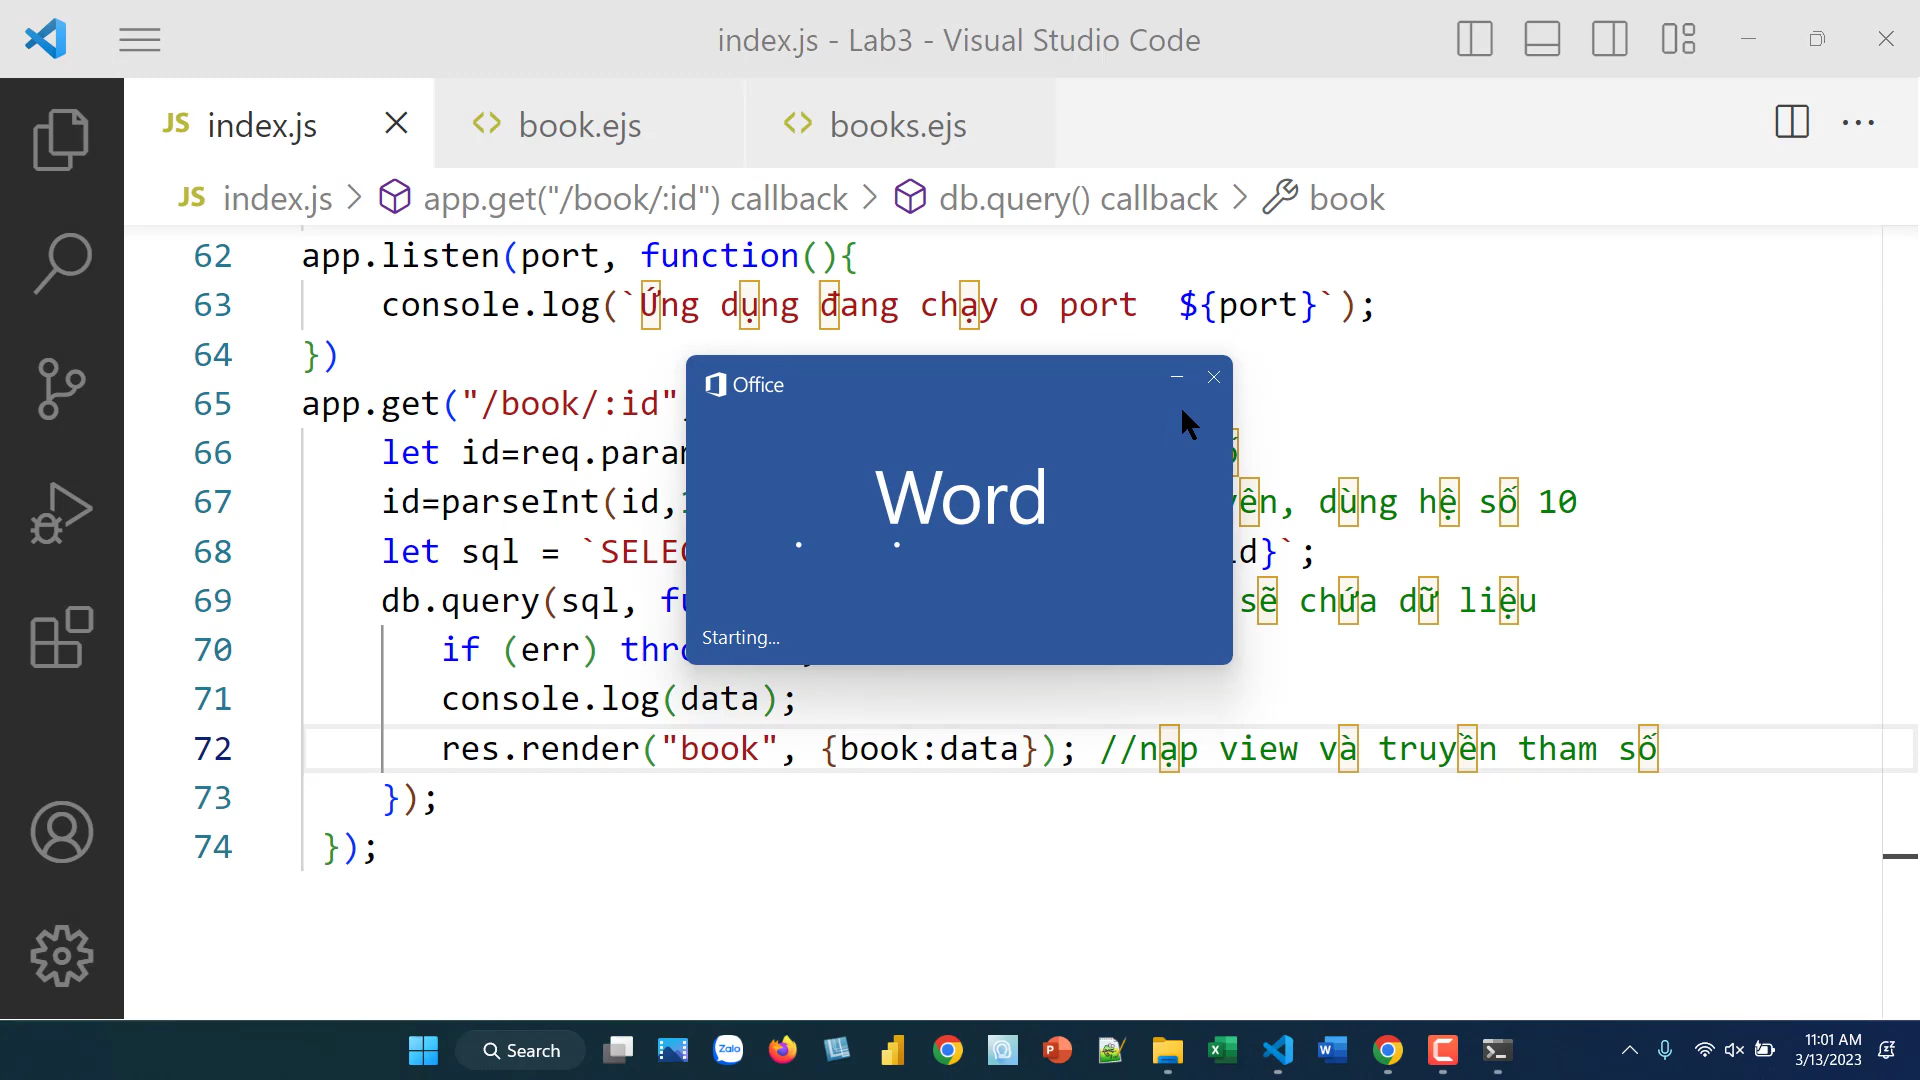 index.js - Lab3 - Visual Studio Code
JS index.js
<> book.ejs
<> books.ejs
JS index.js > app.get("/book/:id") callback > db.query() callback > book
62 app.listen(port, function(){
63 console.log(`Ứng dụng đang chạy o port ${port}`);
64 })
65 app.get("/book/:id"
66 let id=req.para
67 id=parseInt(id, ên, dùng hệ số 10
68 let sql = `SELE d}`;
69 db.query(sql, f sẽ chứa dữ liệu
70 if (err) thr
71 console.log(data);
72 res.render("book", {book:data}); //nạp view và truyền tham số
73 });
74 });
Office
Word
Starting...
Search
Zalo
11:01 AM
3/13/2023